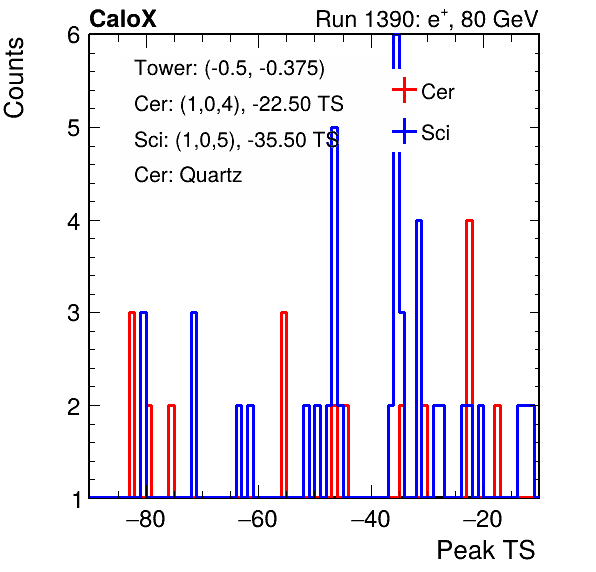 CaloX Run 1390: e⁺, 80 GeV
Counts
6
5
4
3
2
1
Tower: (-0.5, -0.375)
Cer: (1,0,4), -22.50 TS
Sci: (1,0,5), -35.50 TS
Cer: Quartz
Cer
Sci
−80 −60 −40 −20
Peak TS